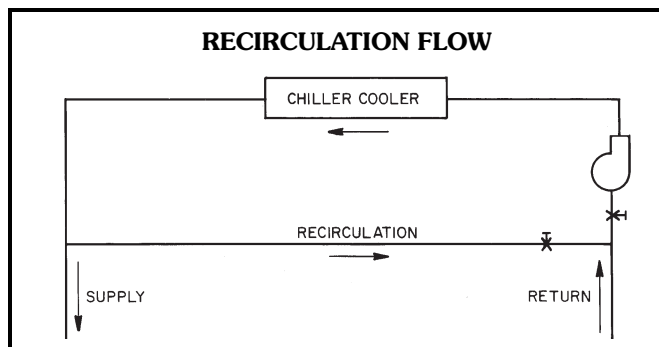 RECIRCULATION FLOW
CHILLER COOLER
RECIRCULATION
SUPPLY
RETURN